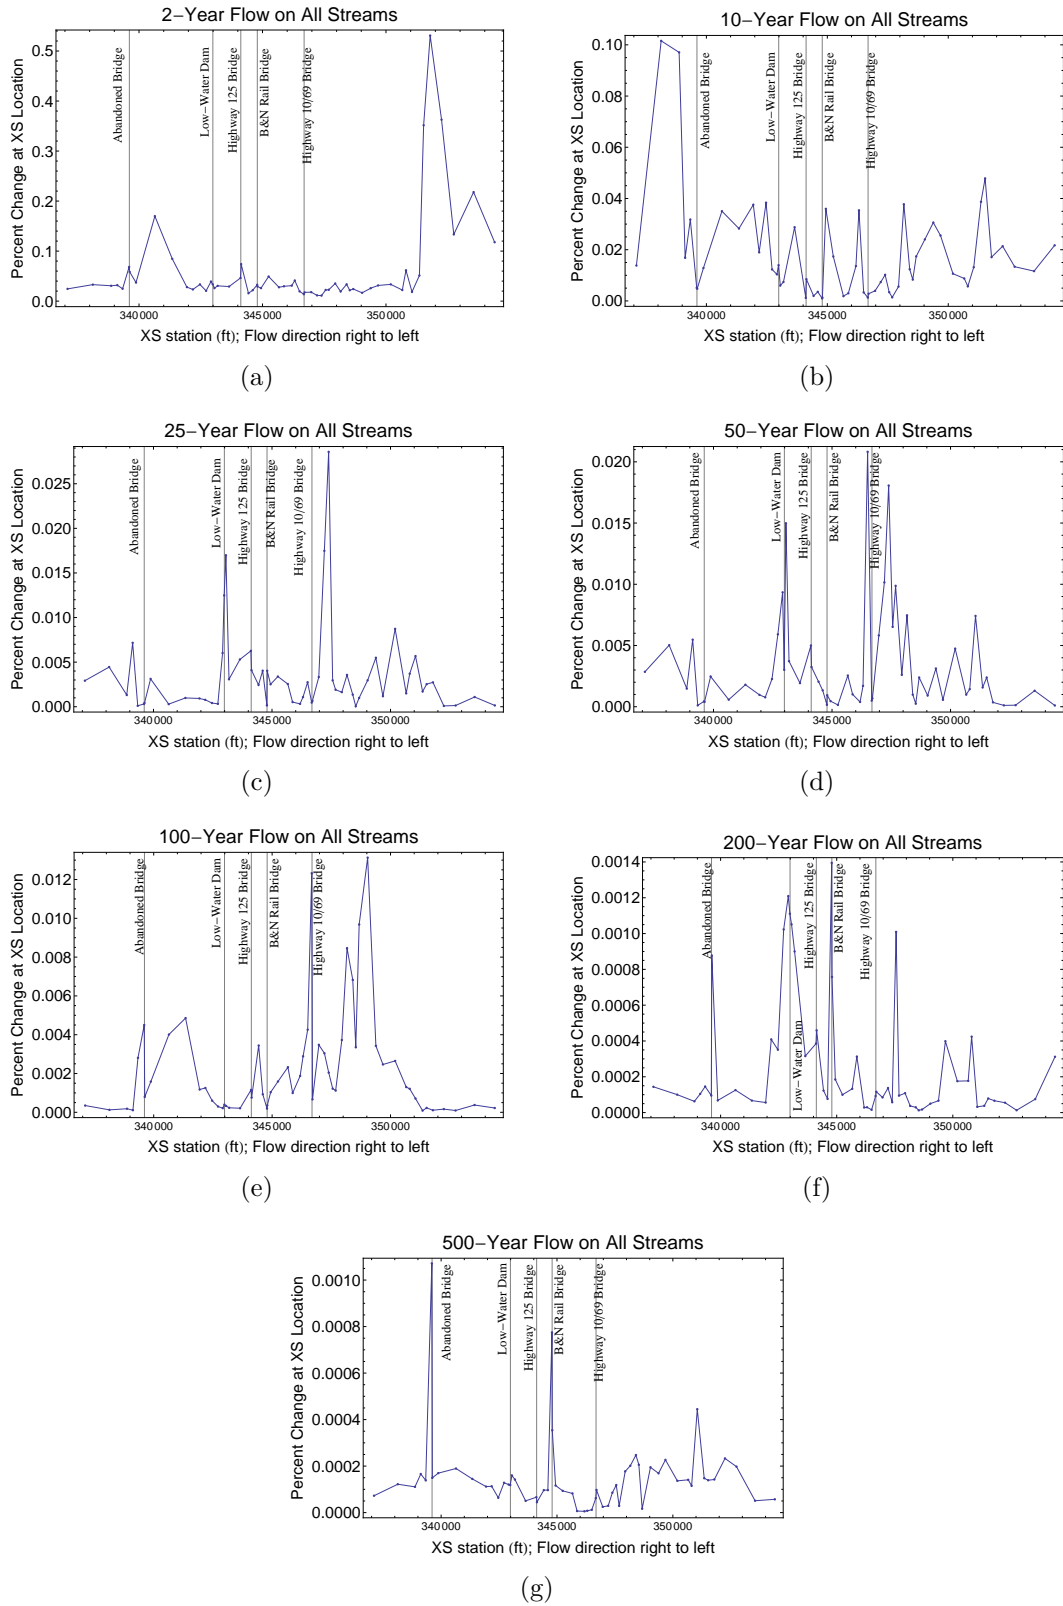 2−Year Flow on All Streams
Percent Change at XS Location
0.5
0.4
0.3
0.2
0.1
0.0
Abandoned Bridge
Low−Water Dam
Highway 125 Bridge
B&N Rail Bridge
Highway 10/69 Bridge
340000 345000 350000
XS station (ft); Flow direction right to left
(a)
10−Year Flow on All Streams
Percent Change at XS Location
0.10
0.08
0.06
0.04
0.02
0.00
Abandoned Bridge
Low−Water Dam
Highway 125 Bridge
B&N Rail Bridge
Highway 10/69 Bridge
340000 345000 350000
XS station (ft); Flow direction right to left
(b)
25−Year Flow on All Streams
Percent Change at XS Location
0.025
0.020
0.015
0.010
0.005
0.000
Abandoned Bridge
Low−Water Dam
Highway 125 Bridge
B&N Rail Bridge
Highway 10/69 Bridge
340000 345000 350000
XS station (ft); Flow direction right to left
(c)
50−Year Flow on All Streams
Percent Change at XS Location
0.020
0.015
0.010
0.005
0.000
Abandoned Bridge
Low−Water Dam
Highway 125 Bridge
B&N Rail Bridge
Highway 10/69 Bridge
340000 345000 350000
XS station (ft); Flow direction right to left
(d)
100−Year Flow on All Streams
Percent Change at XS Location
0.012
0.010
0.008
0.006
0.004
0.002
0.000
Abandoned Bridge
Low−Water Dam
Highway 125 Bridge
B&N Rail Bridge
Highway 10/69 Bridge
340000 345000 350000
XS station (ft); Flow direction right to left
(e)
200−Year Flow on All Streams
Percent Change at XS Location
0.0014
0.0012
0.0010
0.0008
0.0006
0.0004
0.0002
0.0000
Abandoned Bridge
Low−Water Dam
Highway 125 Bridge
B&N Rail Bridge
Highway 10/69 Bridge
340000 345000 350000
XS station (ft); Flow direction right to left
(f)
500−Year Flow on All Streams
Percent Change at XS Location
0.0010
0.0008
0.0006
0.0004
0.0002
0.0000
Abandoned Bridge
Low−Water Dam
Highway 125 Bridge
B&N Rail Bridge
Highway 10/69 Bridge
340000 345000 350000
XS station (ft); Flow direction right to left
(g)